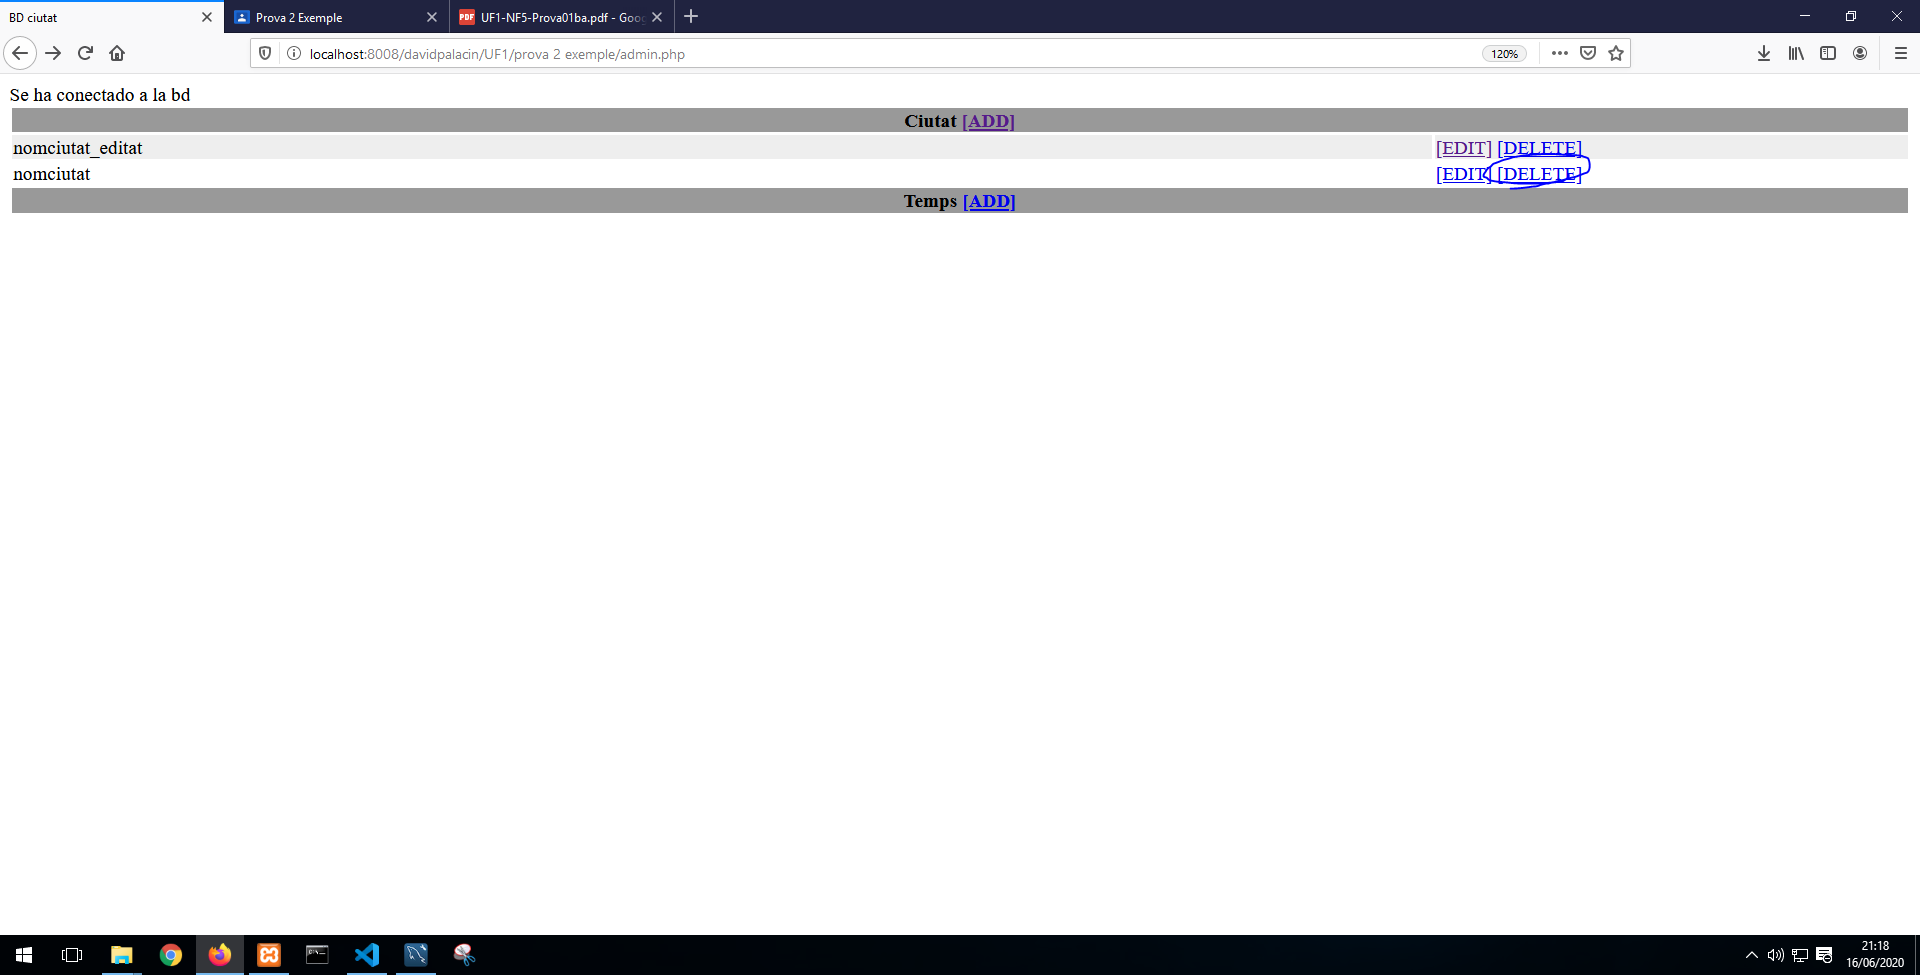 BD ciutat
Prova 2 Exemple
UF1-NF5-Prova01ba.pdf - Goo
localhost:8008/davidpalacin/UF1/prova 2 exemple/admin.php
120%
Se ha conectado a la bd
Ciutat [ADD]
nomciutat_editat [EDIT] [DELETE]
nomciutat [EDIT] [DELETE]
Temps [ADD]
21:18
16/06/2020